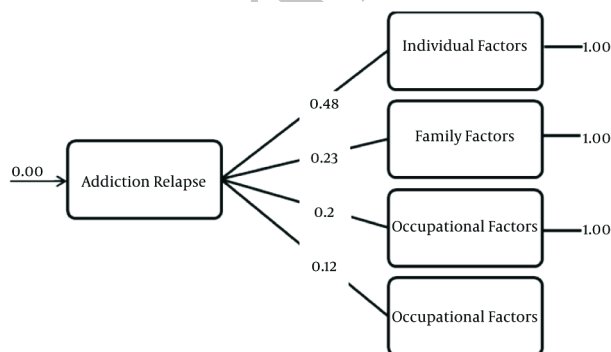 Individual Factors
1.00
0.48
Family Factors
1.00
0.23
0.00
Addiction Relapse
0.2
Occupational Factors
1.00
0.12
Occupational Factors